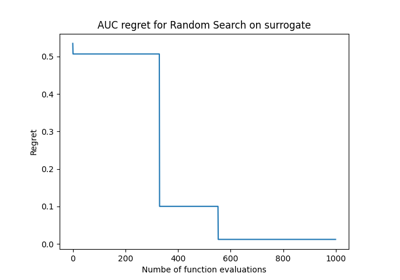 AUC regret for Random Search on surrogate
0.5
0.4
0.3
0.2
0.1
0.0
Regret
0 200 400 600 800 1000
Numbe of function evaluations